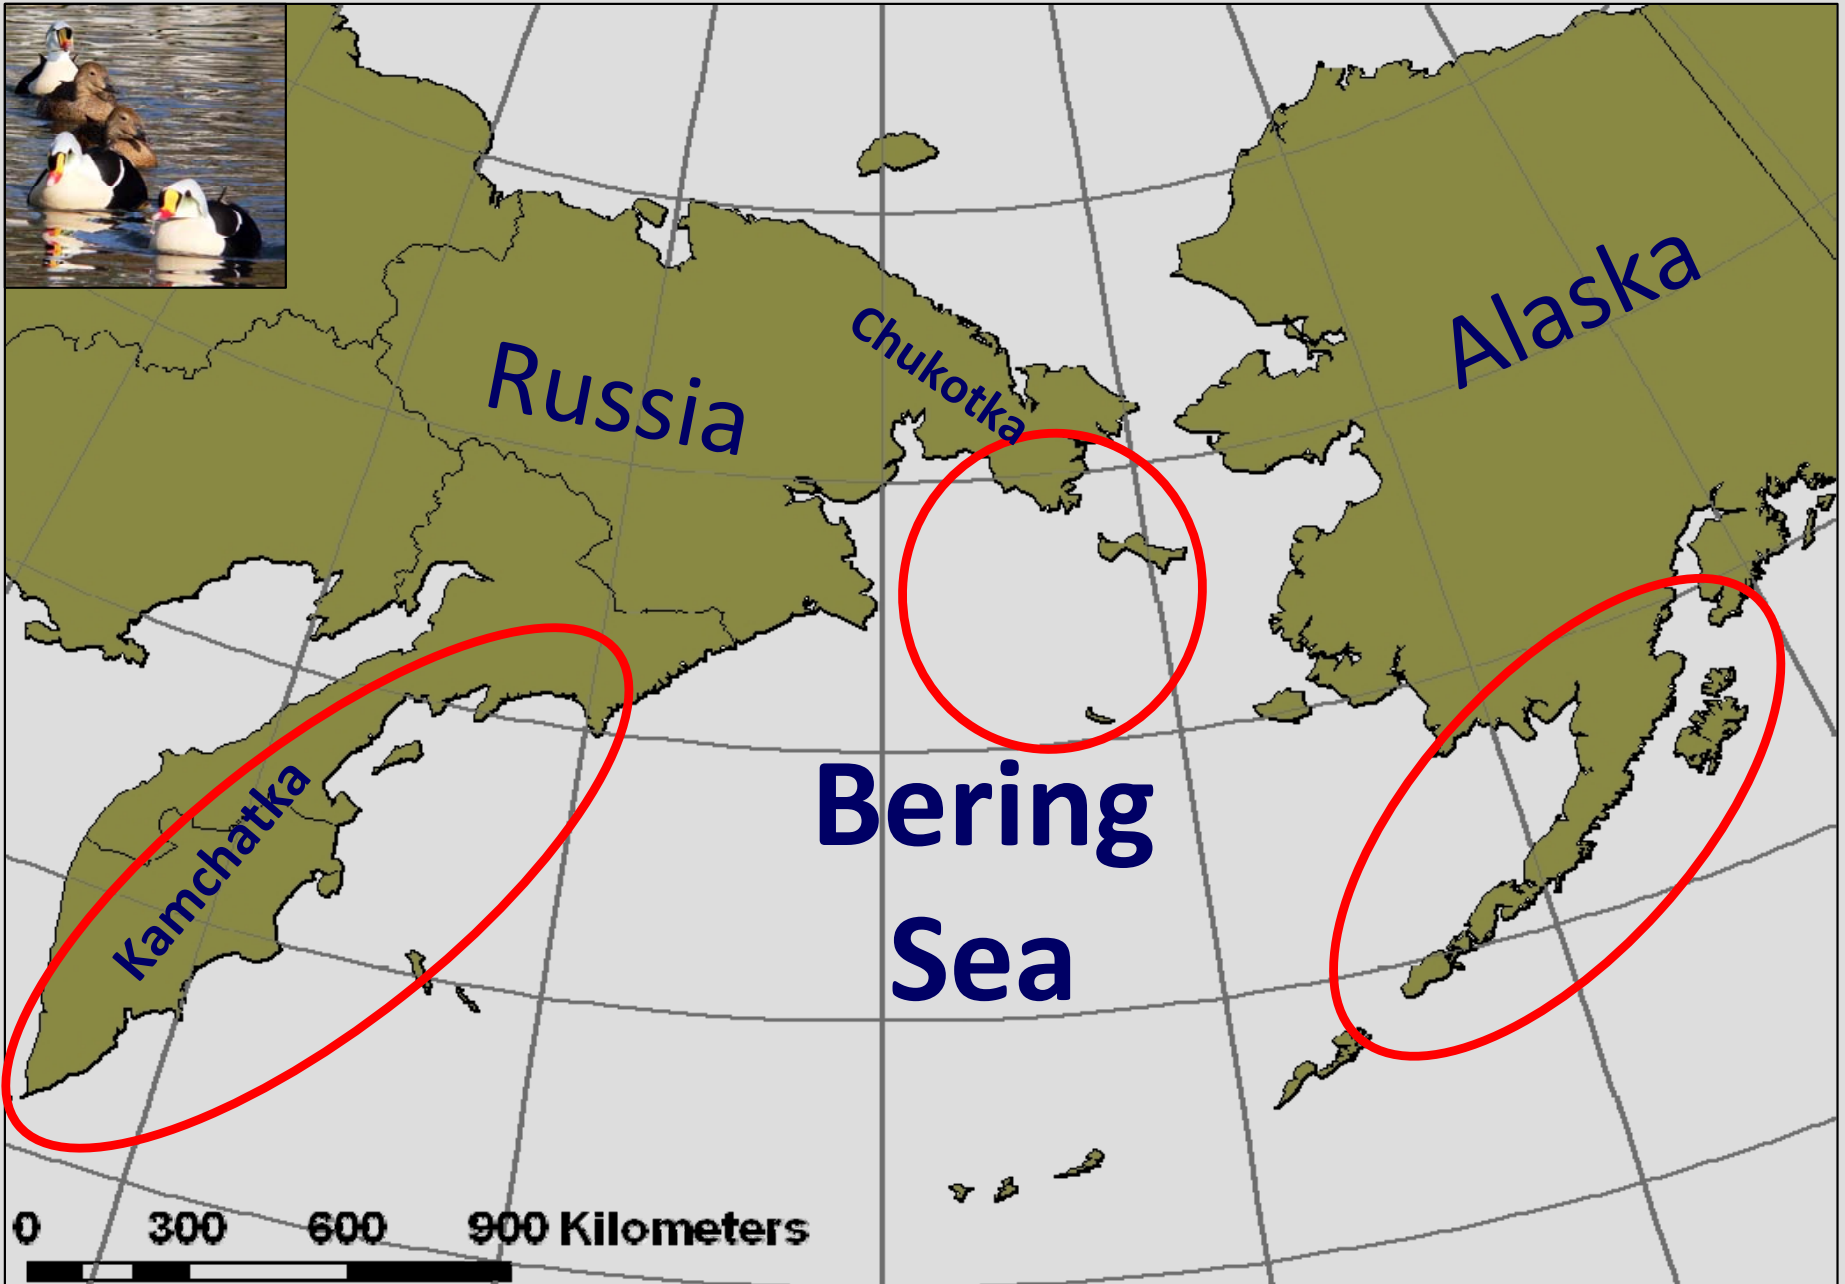 Alaska
Chukotka
Russia
Bering
Sea
Kamchatka
0 300 600 900 Kilometers